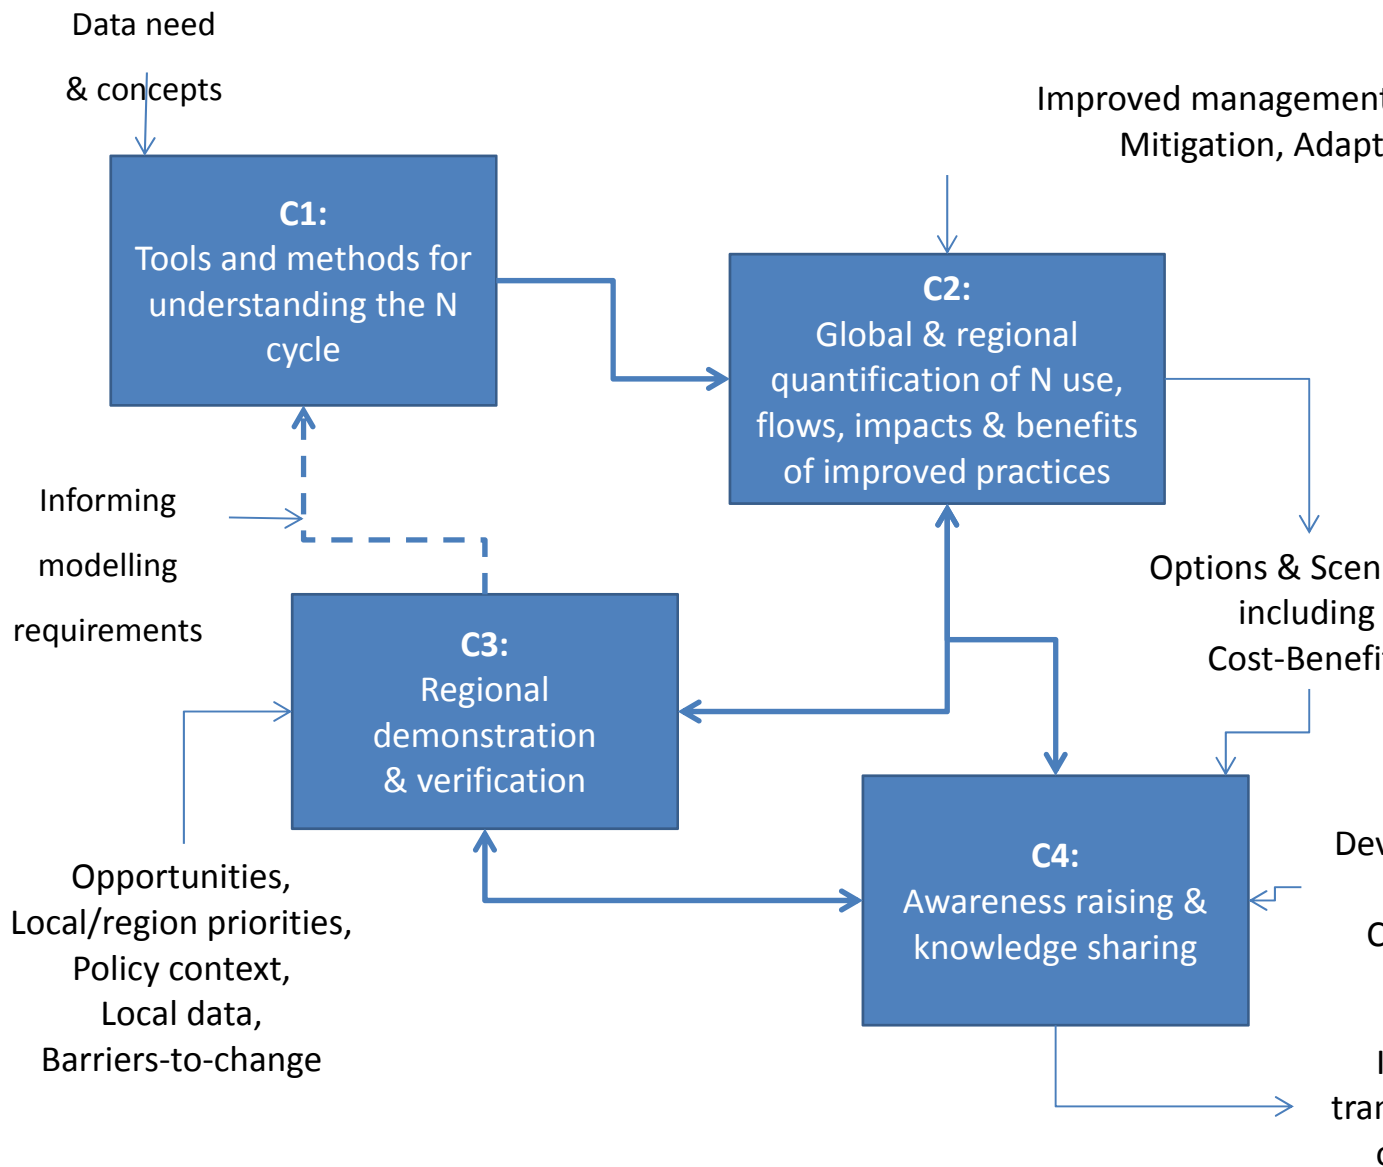 Data need
& concepts
Improved management
Mitigation, Adapt
C1:
Tools and methods for
understanding the N
cycle
C2:
Global & regional
quantification of N use,
flows, impacts & benefits
of improved practices
Informing
modelling
requirements
Options & Scen
including
Cost-Benefi
C3:
Regional
demonstration
& verification
Opportunities,
Local/region priorities,
Policy context,
Local data,
Barriers-to-change
C4:
Awareness raising &
knowledge sharing
Dev
C
I
tran